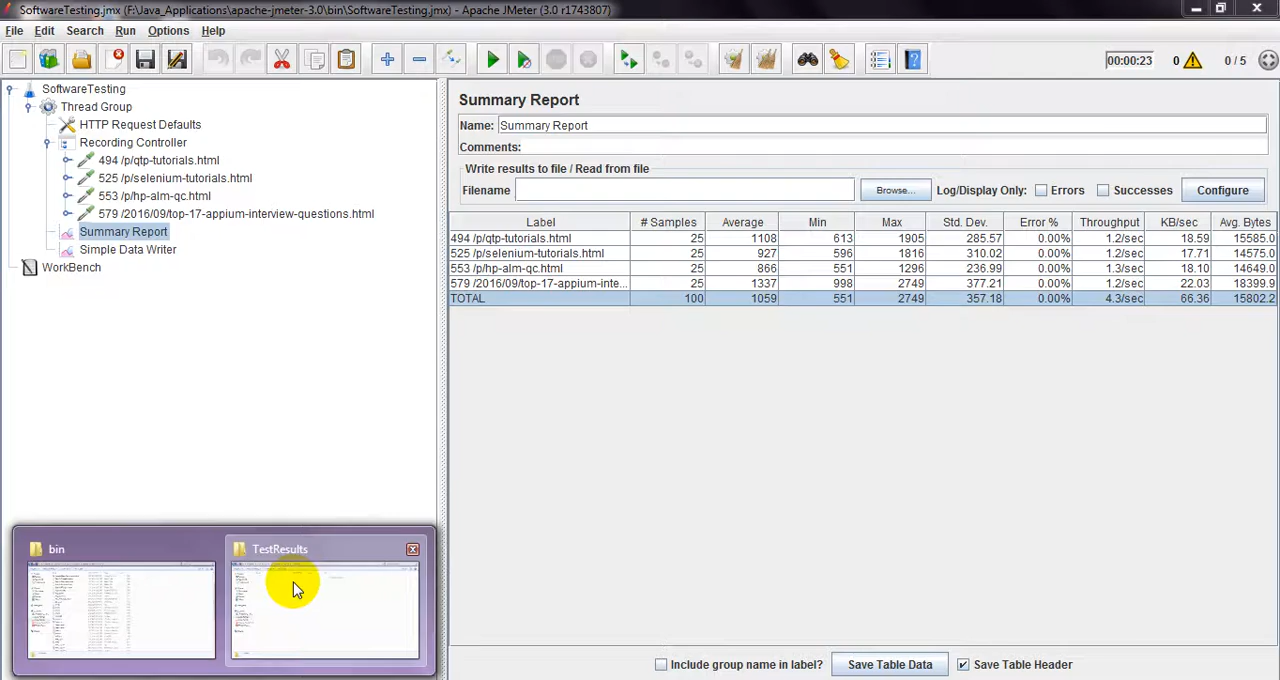 SoftwareTesting.jmx (F:\Java_Applications\apache-jmeter-3.0\bin\SoftwareTesting.jmx) - Apache JMeter (3.0 r1743807)
File Edit Search Run Options Help
00:00:23 0 0 / 5
SoftwareTesting
Thread Group
HTTP Request Defaults
Recording Controller
494 /p/qtp-tutorials.html
525 /p/selenium-tutorials.html
553 /p/hp-alm-qc.html
579 /2016/09/top-17-appium-interview-questions.html
Summary Report
Simple Data Writer
WorkBench
Summary Report
Name: Summary Report
Comments:
Write results to file / Read from file
Filename Browse... Log/Display Only: Errors Successes Configure
Label # Samples Average Min Max Std. Dev. Error % Throughput KB/sec Avg. Bytes
494 /p/qtp-tutorials.html 25 1108 613 1905 285.57 0.00% 1.2/sec 18.59 15585.0
525 /p/selenium-tutorials.html 25 927 596 1816 310.02 0.00% 1.2/sec 17.71 14575.0
553 /p/hp-alm-qc.html 25 866 551 1296 236.99 0.00% 1.3/sec 18.10 14649.0
579 /2016/09/top-17-appium-inte... 25 1337 998 2749 377.21 0.00% 1.2/sec 22.03 18399.9
TOTAL 100 1059 551 2749 357.18 0.00% 4.3/sec 66.36 15802.2
bin TestResults
Include group name in label? Save Table Data Save Table Header